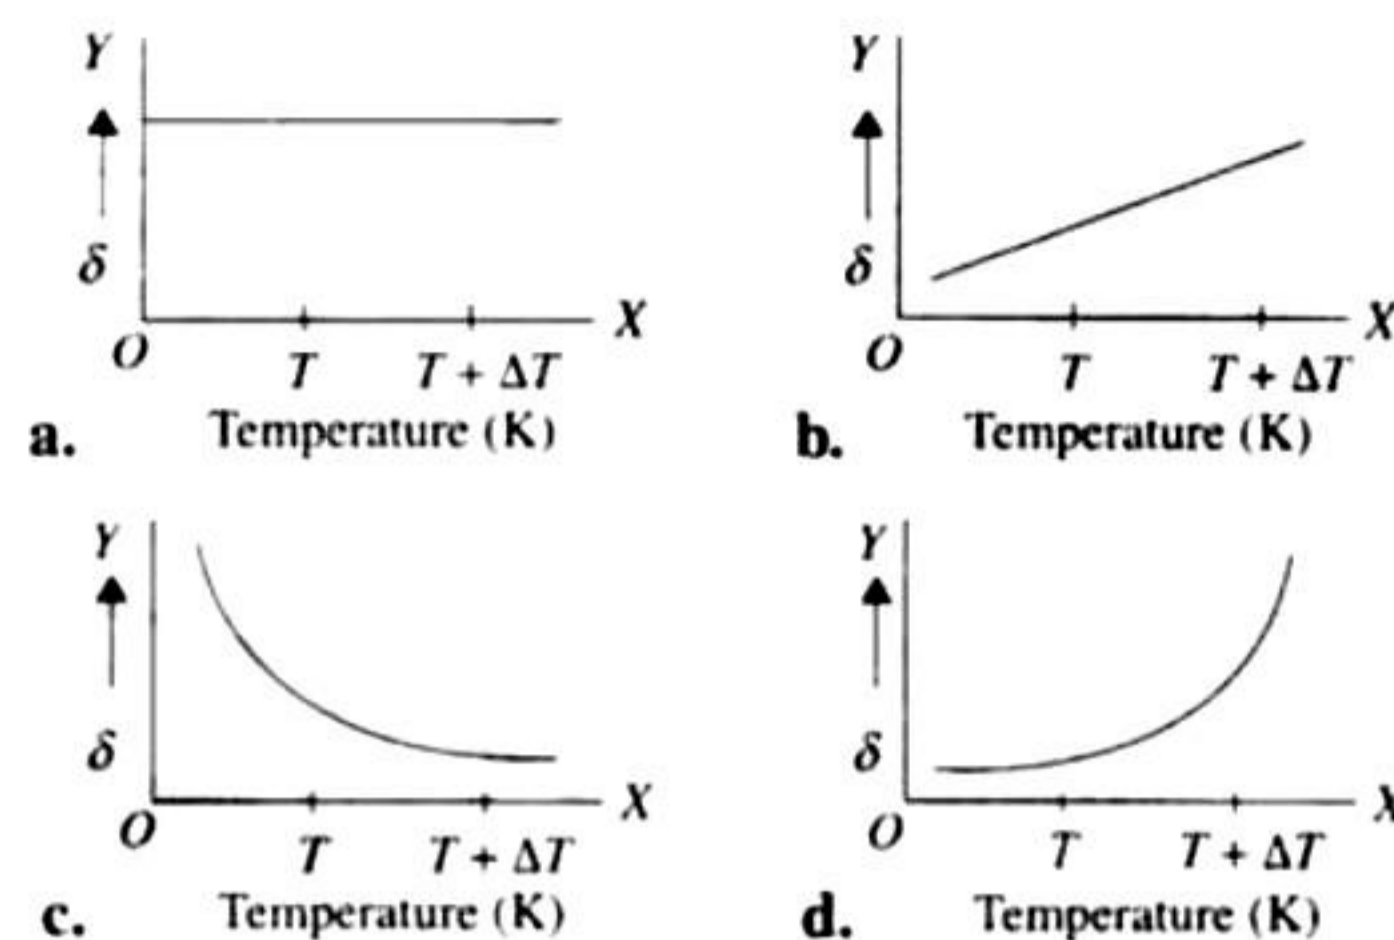 Y
δ
O
X
T
T + ΔT
Temperature (K)
a.
Y
δ
O
X
T
T + ΔT
Temperature (K)
b.
Y
δ
O
X
T
T + ΔT
Temperature (K)
c.
Y
δ
O
X
T
T + ΔT
Temperature (K)
d.